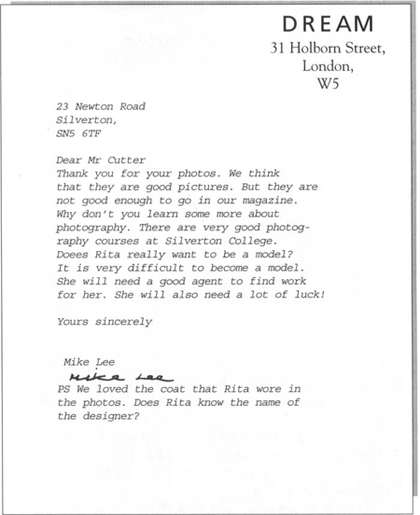 DREAM
31 Holborn Street,
London,
W5
23 Newton Road
Silverton,
SN5 6TF
Dear Mr Cutter
Thank you for your photos. We think
that they are good pictures. But they are
not good enough to go in our magazine.
Why don't you learn some more about
photography. There are very good photog-
raphy courses at Silverton College.
Doees Rita really want to be a model?
It is very difficult to become a model.
She will need a good agent to find work
for her. She will also need a lot of luck!
Yours sincerely
Mike Lee
Mike Lee
PS We loved the coat that Rita wore in
the photos. Does Rita know the name of
the designer?